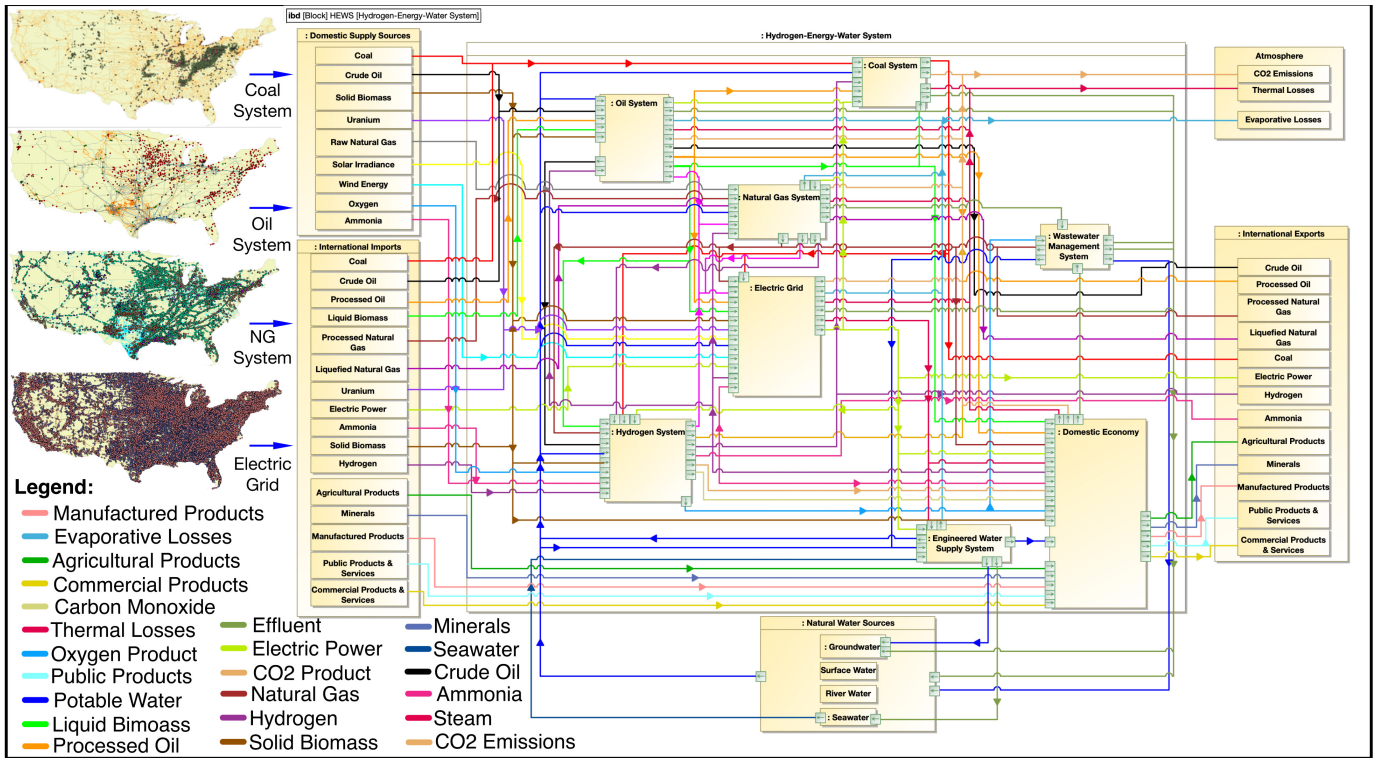 ibd [Block] HEWS [Hydrogen-Energy-Water System]
Coal
System
Oil
System
NG
System
Electric
Grid
: Domestic Supply Sources
Coal
Crude Oil
Solid Biomass
Uranium
Raw Natural Gas
Solar Irradiance
Wind Energy
Oxygen
Ammonia
: International Imports
Coal
Crude Oil
Processed Oil
Liquid Biomass
Processed Natural
Gas
Liquefied Natural Gas
Uranium
Electric Power
Ammonia
Solid Biomass
Hydrogen
Agricultural Products
Minerals
Manufactured Products
Public Products &
Services
Commercial Products &
Services
: Hydrogen-Energy-Water System
: Coal System
: Oil System
: Natural Gas System
: Wastewater
Management
System
: Electric Grid
: Hydrogen System
: Domestic Economy
: Engineered Water
Supply System
: Natural Water Sources
: Groundwater
Surface Water
River Water
: Seawater
Atmosphere
CO2 Emissions
Thermal Losses
Evaporative Losses
: International Exports
Crude Oil
Processed Oil
Processed Natural
Gas
Liquefied Natural
Gas
Coal
Electric Power
Hydrogen
Ammonia
Agricultural Products
Minerals
Manufactured Products
Public Products &
Services
Commercial Products
& Services
Legend:
Manufactured Products
Evaporative Losses
Agricultural Products
Commercial Products
Carbon Monoxide
Thermal Losses
Oxygen Product
Public Products
Potable Water
Liquid Bimoass
Processed Oil
Effluent
Electric Power
CO2 Product
Natural Gas
Hydrogen
Solid Biomass
Minerals
Seawater
Crude Oil
Ammonia
Steam
CO2 Emissions